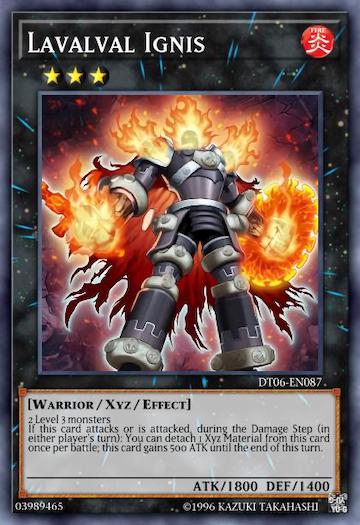 Lavalval Ignis
FIRE
炎
DT06-EN087
[Warrior / Xyz / Effect]
2 Level 3 monsters
If this card attacks or is attacked, during the Damage Step (in
either player's turn): You can detach 1 Xyz Material from this card
once per battle; this card gains 500 ATK until the end of this turn.
ATK/1800 DEF/1400
03989465
©1996 KAZUKI TAKAHASHI